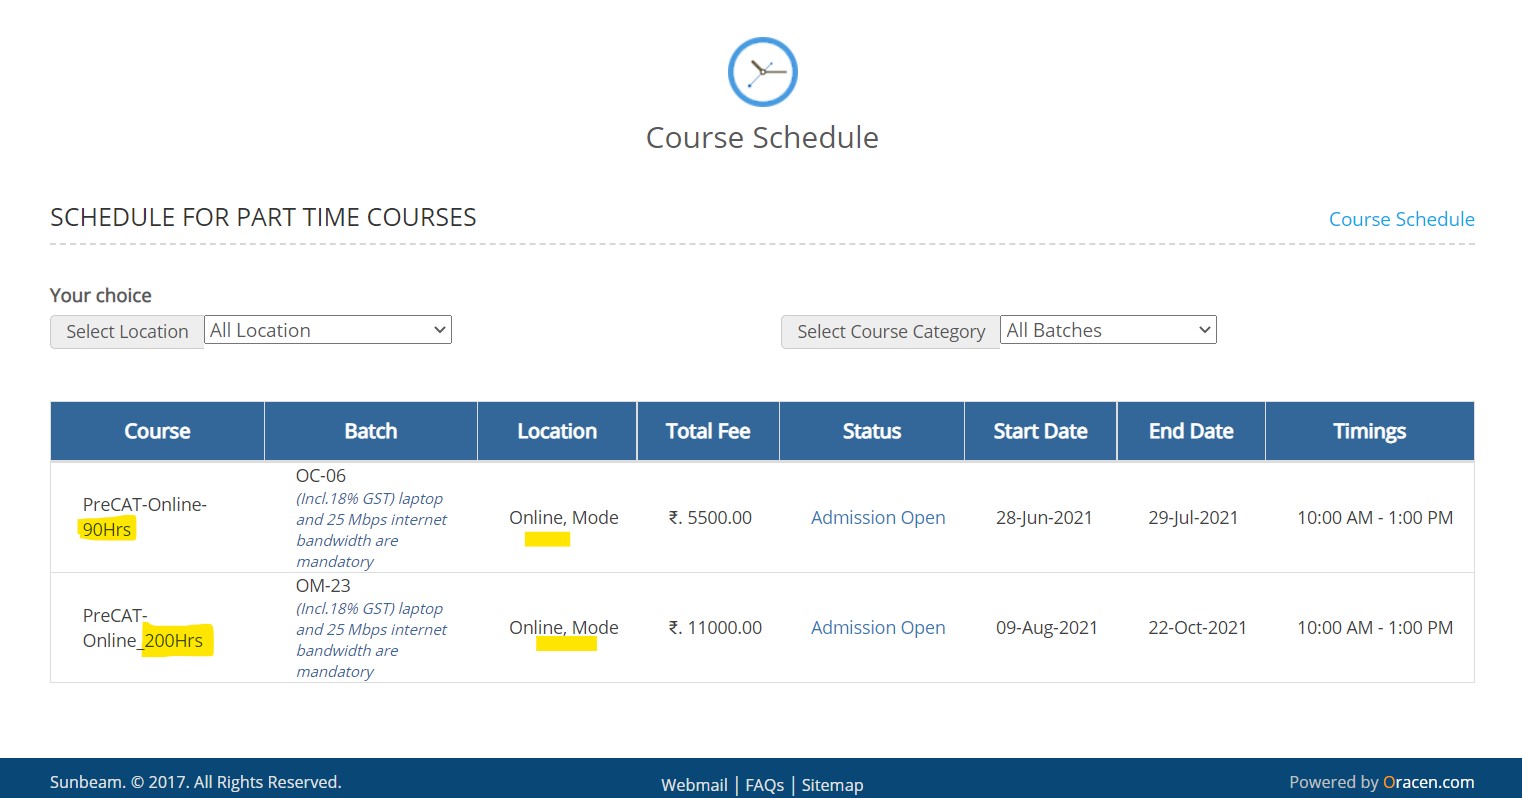 Course Schedule
SCHEDULE FOR PART TIME COURSES
Course Schedule
Your choice
Select Location All Location
Select Course Category All Batches
Course Batch Location Total Fee Status Start Date End Date Timings
PreCAT-Online-
90Hrs
OC-06
(Incl.18% GST) laptop
and 25 Mbps internet
bandwidth are
mandatory
Online, Mode
₹. 5500.00
Admission Open
28-Jun-2021
29-Jul-2021
10:00 AM - 1:00 PM
PreCAT-
Online_200Hrs
OM-23
(Incl.18% GST) laptop
and 25 Mbps internet
bandwidth are
mandatory
Online, Mode
₹. 11000.00
Admission Open
09-Aug-2021
22-Oct-2021
10:00 AM - 1:00 PM
Sunbeam. © 2017. All Rights Reserved.
Webmail | FAQs | Sitemap
Powered by Oracen.com